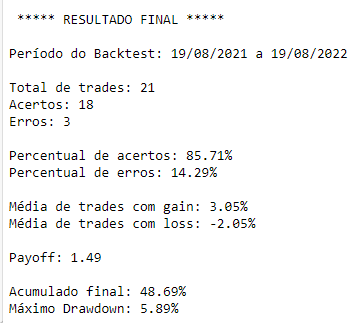 ***** RESULTADO FINAL *****
Período do Backtest: 19/08/2021 a 19/08/2022
Total de trades: 21
Acertos: 18
Erros: 3
Percentual de acertos: 85.71%
Percentual de erros: 14.29%
Média de trades com gain: 3.05%
Média de trades com loss: -2.05%
Payoff: 1.49
Acumulado final: 48.69%
Máximo Drawdown: 5.89%